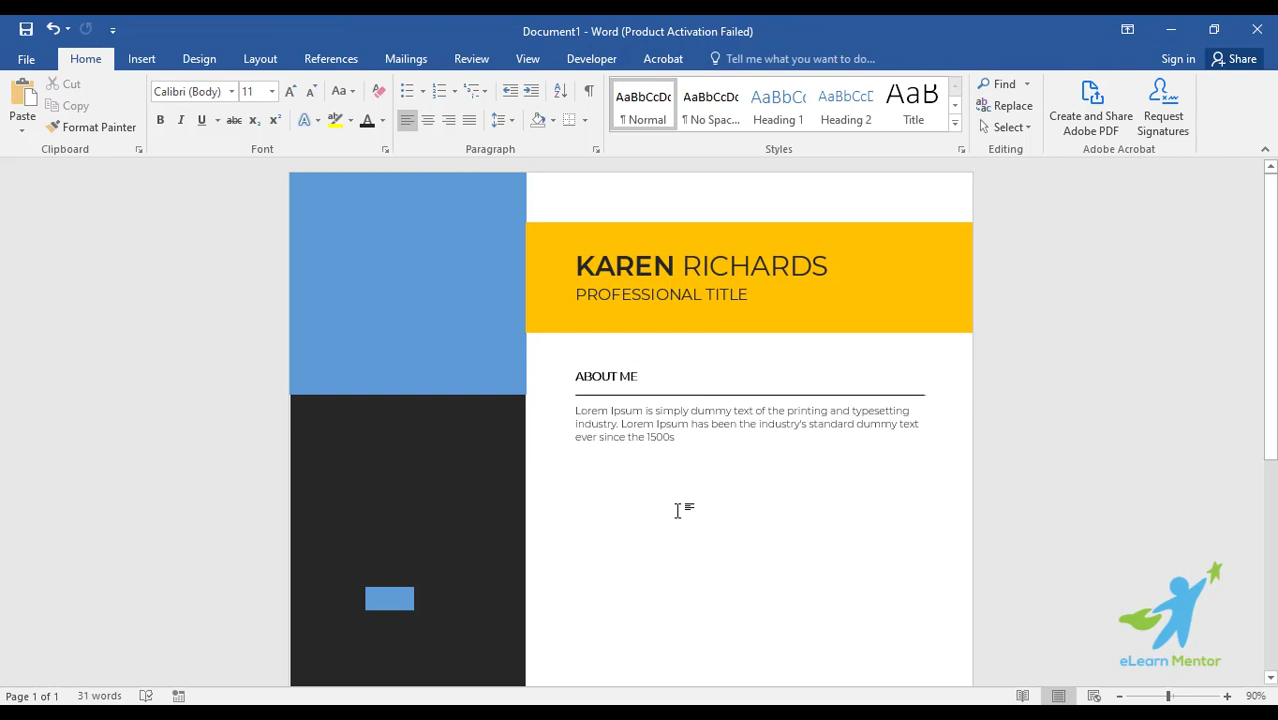 Document1 - Word (Product Activation Failed)
File Home Insert Design Layout References Mailings Review View Developer Acrobat Tell me what you want to do... Sign in Share
Paste
Cut
Copy
Format Painter
Clipboard
Calibri (Body) 11
Font
Paragraph
AaBbCcDc AaBbCcDc AaBbCc AaBbCcD AaB
¶ Normal ¶ No Spac... Heading 1 Heading 2 Title
Styles
Find
Replace
Select
Editing
Create and Share
Adobe PDF
Request
Signatures
Adobe Acrobat
KAREN RICHARDS
PROFESSIONAL TITLE
ABOUT ME
Lorem Ipsum is simply dummy text of the printing and typesetting
industry. Lorem Ipsum has been the industry's standard dummy text
ever since the 1500s
eLearn Mentor
Page 1 of 1 31 words 90%